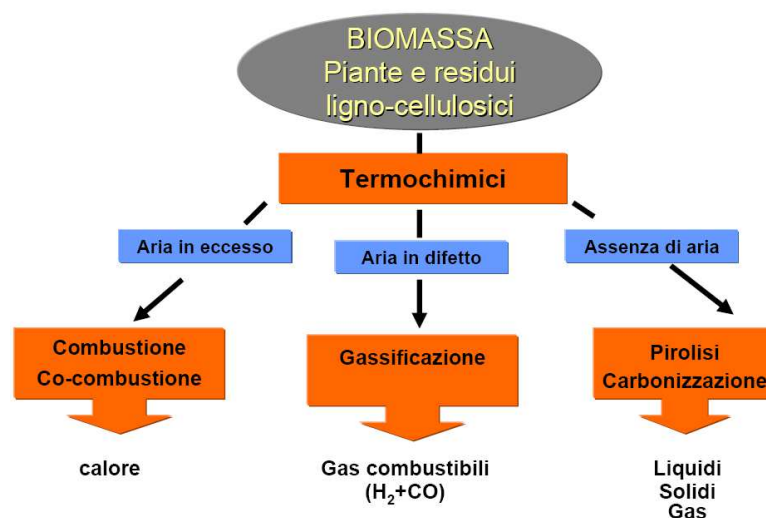 BIOMASSA
Piante e residui
ligno-cellulosici
Termochimici
Aria in eccesso
Aria in difetto
Assenza di aria
Combustione
Co-combustione
Gassificazione
Pirolisi
Carbonizzazione
calore
Gas combustibili
(H₂+CO)
Liquidi
Solidi
Gas